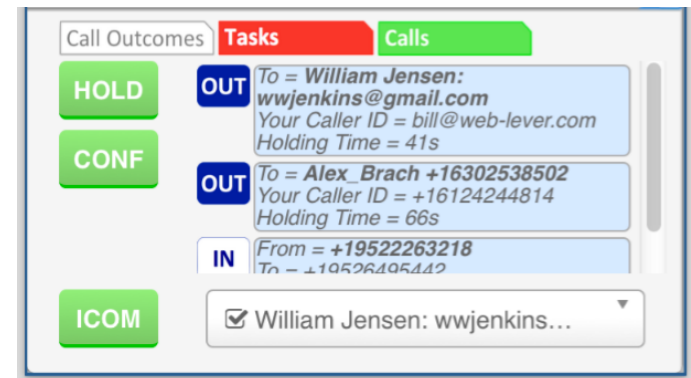 Call Outcomes Tasks Calls
HOLD
CONF
OUT
To = William Jensen:
wwjenkins@gmail.com
Your Caller ID = bill@web-lever.com
Holding Time = 41s
OUT
To = Alex_Brach +16302538502
Your Caller ID = +16124244814
Holding Time = 66s
IN
From = +19522263218
To = +19526495442
ICOM
William Jensen: wwjenkins...